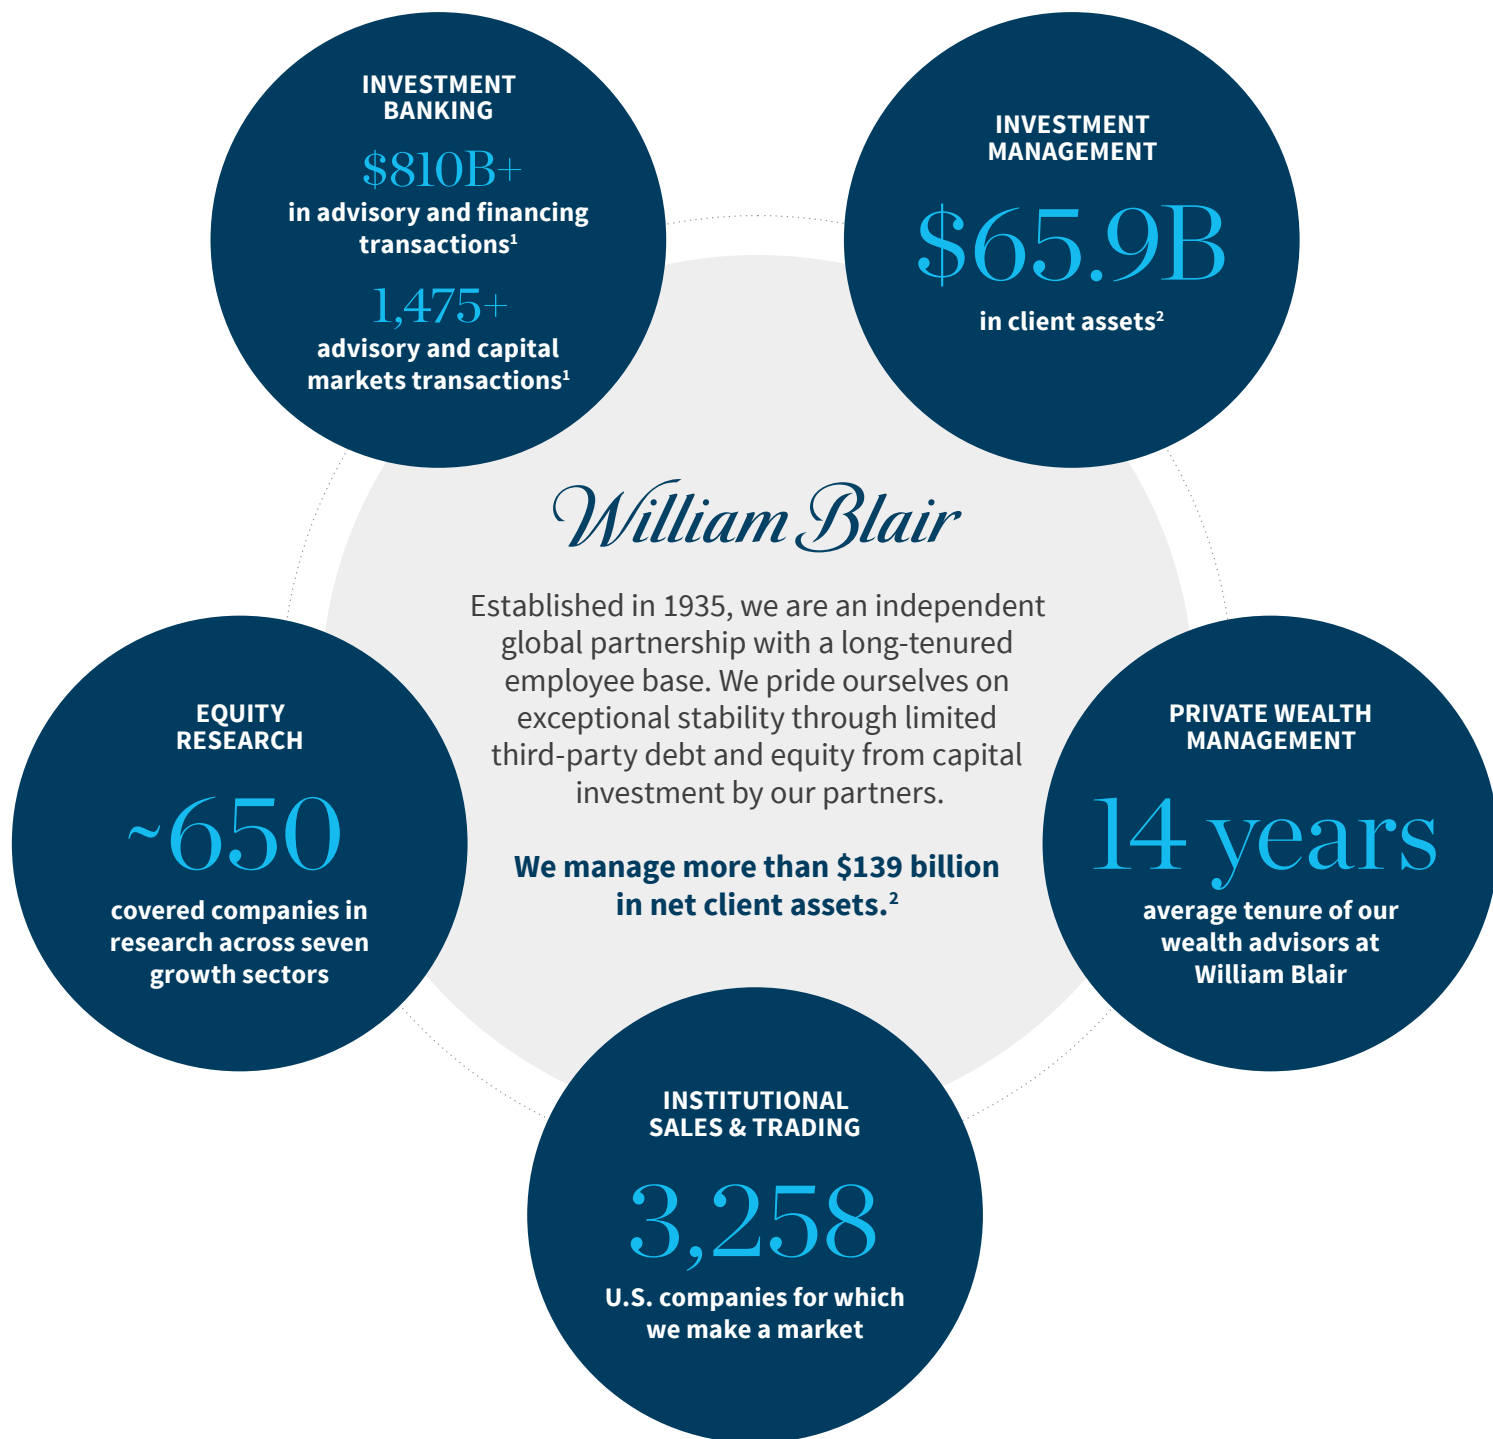 INVESTMENT
BANKING
$810B+
in advisory and financing
transactions¹
1,475+
advisory and capital
markets transactions¹
INVESTMENT
MANAGEMENT
$65.9B
in client assets²
William Blair
Established in 1935, we are an independent
global partnership with a long-tenured
employee base. We pride ourselves on
exceptional stability through limited
third-party debt and equity from capital
investment by our partners.
We manage more than $139 billion
in net client assets.²
EQUITY
RESEARCH
~650
covered companies in
research across seven
growth sectors
PRIVATE WEALTH
MANAGEMENT
14 years
average tenure of our
wealth advisors at
William Blair
INSTITUTIONAL
SALES & TRADING
3,258
U.S. companies for which
we make a market